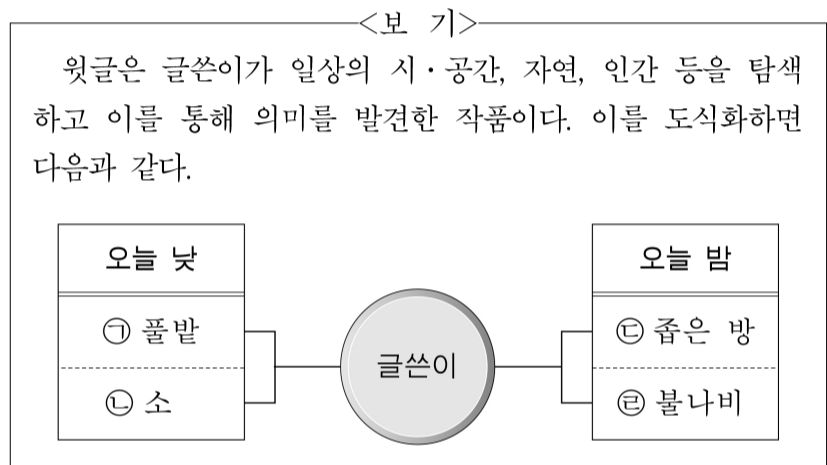 <보 기>
윗글은 글쓴이가 일상의 시·공간, 자연, 인간 등을 탐색
하고 이를 통해 의미를 발견한 작품이다. 이를 도식화하면
다음과 같다.
오늘 낮
㉠ 풀밭
㉡ 소
글쓴이
오늘 밤
㉢ 좁은 방
㉣ 불나비